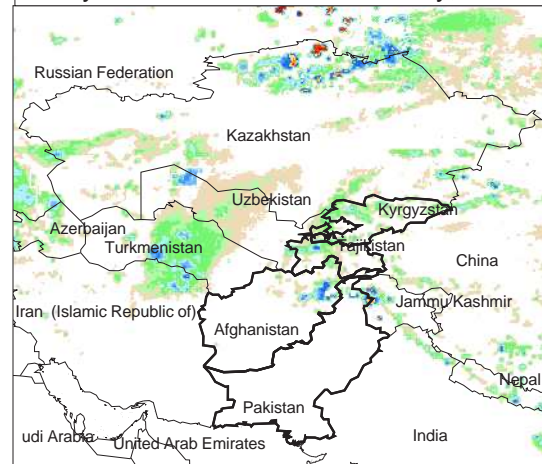 Russian Federation
Kazakhstan
Uzbekistan
Kyrgyzstan
Azerbaijan
Turkmenistan
Tajikistan
China
Iran (Islamic Republic of)
Jammu Kashmir
Afghanistan
Nepal
Pakistan
udi Arabia
United Arab Emirates
India